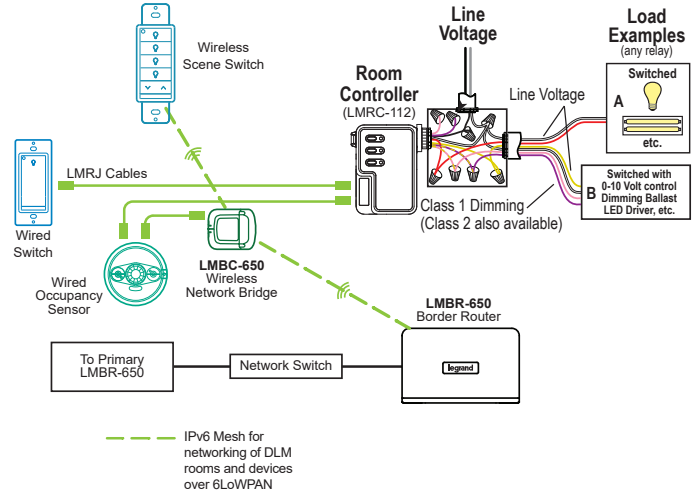 Wireless
Scene Switch
Line
Voltage
Load
Examples
(any relay)
Room
Controller
(LMRC-112)
Line Voltage
Switched
A
etc.
LMRJ Cables
Class 1 Dimming
(Class 2 also available)
B
Switched with
0-10 Volt control
Dimming Ballast
LED Driver, etc.
Wired
Switch
Wired
Occupancy
Sensor
LMBC-650
Wireless
Network Bridge
LMBR-650
Border Router
To Primary
LMBR-650
Network Switch
legrand
IPv6 Mesh for
networking of DLM
rooms and devices
over 6LoWPAN